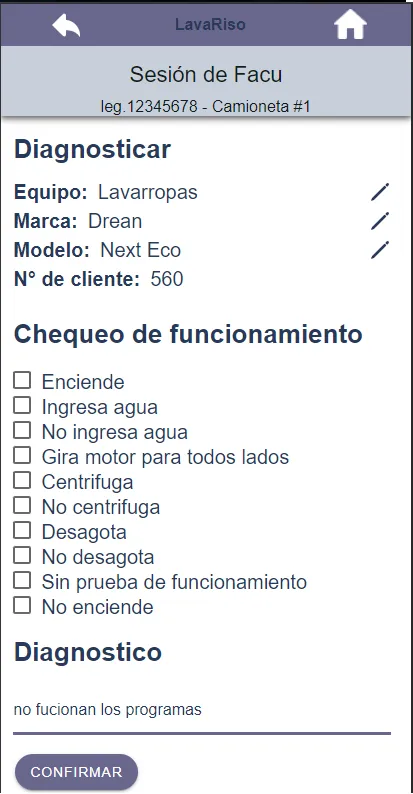 LavaRiso
Sesión de Facu
leg.12345678 - Camioneta #1
Diagnosticar
Equipo: Lavarropas
Marca: Drean
Modelo: Next Eco
N° de cliente: 560
Chequeo de funcionamiento
Enciende
Ingresa agua
No ingresa agua
Gira motor para todos lados
Centrifuga
No centrifuga
Desagota
No desagota
Sin prueba de funcionamiento
No enciende
Diagnostico
no fucionan los programas
CONFIRMAR